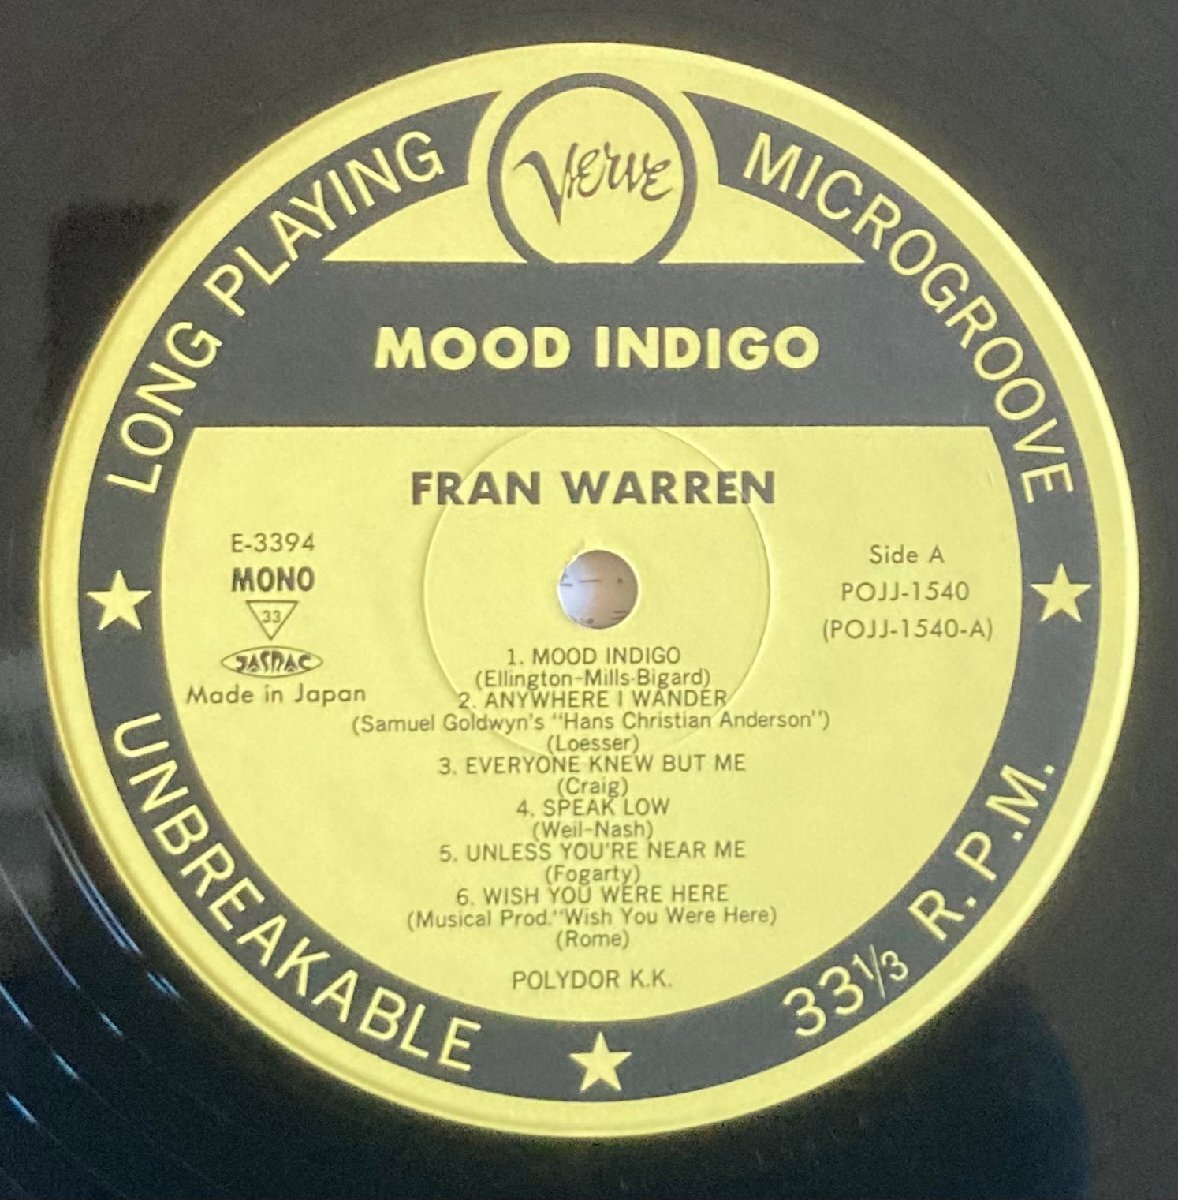 Verve
LONG PLAYING
MICROGROOVE
MOOD INDIGO
FRAN WARREN
E-3394
MONO
33
JASRAC
Made in Japan
Side A
POJJ-1540
(POJJ-1540-A)
1. MOOD INDIGO
(Ellington-Mills-Bigard)
2. ANYWHERE I WANDER
(Samuel Goldwyn's "Hans Christian Anderson")
(Loesser)
3. EVERYONE KNEW BUT ME
(Craig)
4. SPEAK LOW
(Weil-Nash)
5. UNLESS YOU'RE NEAR ME
(Fogarty)
6. WISH YOU WERE HERE
(Musical Prod."Wish You Were Here)
(Rome)
POLYDOR K.K.
UNBREAKABLE
33⅓ R.P.M.